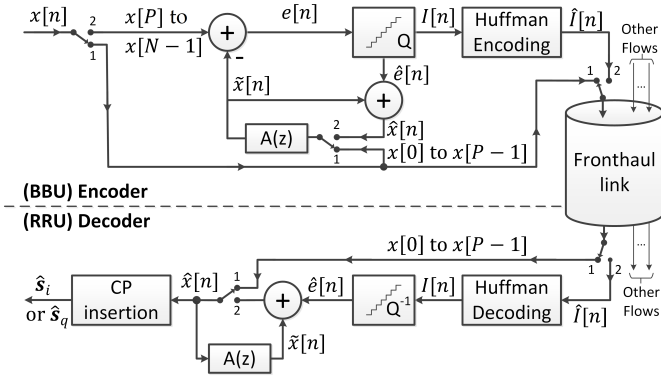 x[n]
2
1
x[P] to
x[N − 1]
+
-
e[n]
Q
I[n]
Huffman
Encoding
Î[n]
Other
Flows
...
1
2
ê[n]
x̃[n]
+
x̂[n]
A(z)
2
1
x[0] to x[P − 1]
Fronthaul
link
(BBU) Encoder
(RRU) Decoder
x[0] to x[P − 1]
1
2
...
Other
Flows
ŝᵢ
or ŝ_q
CP
insertion
x̂[n]
1
2
+
ê[n]
Q⁻¹
I[n]
Huffman
Decoding
Î[n]
A(z)
x̃[n]